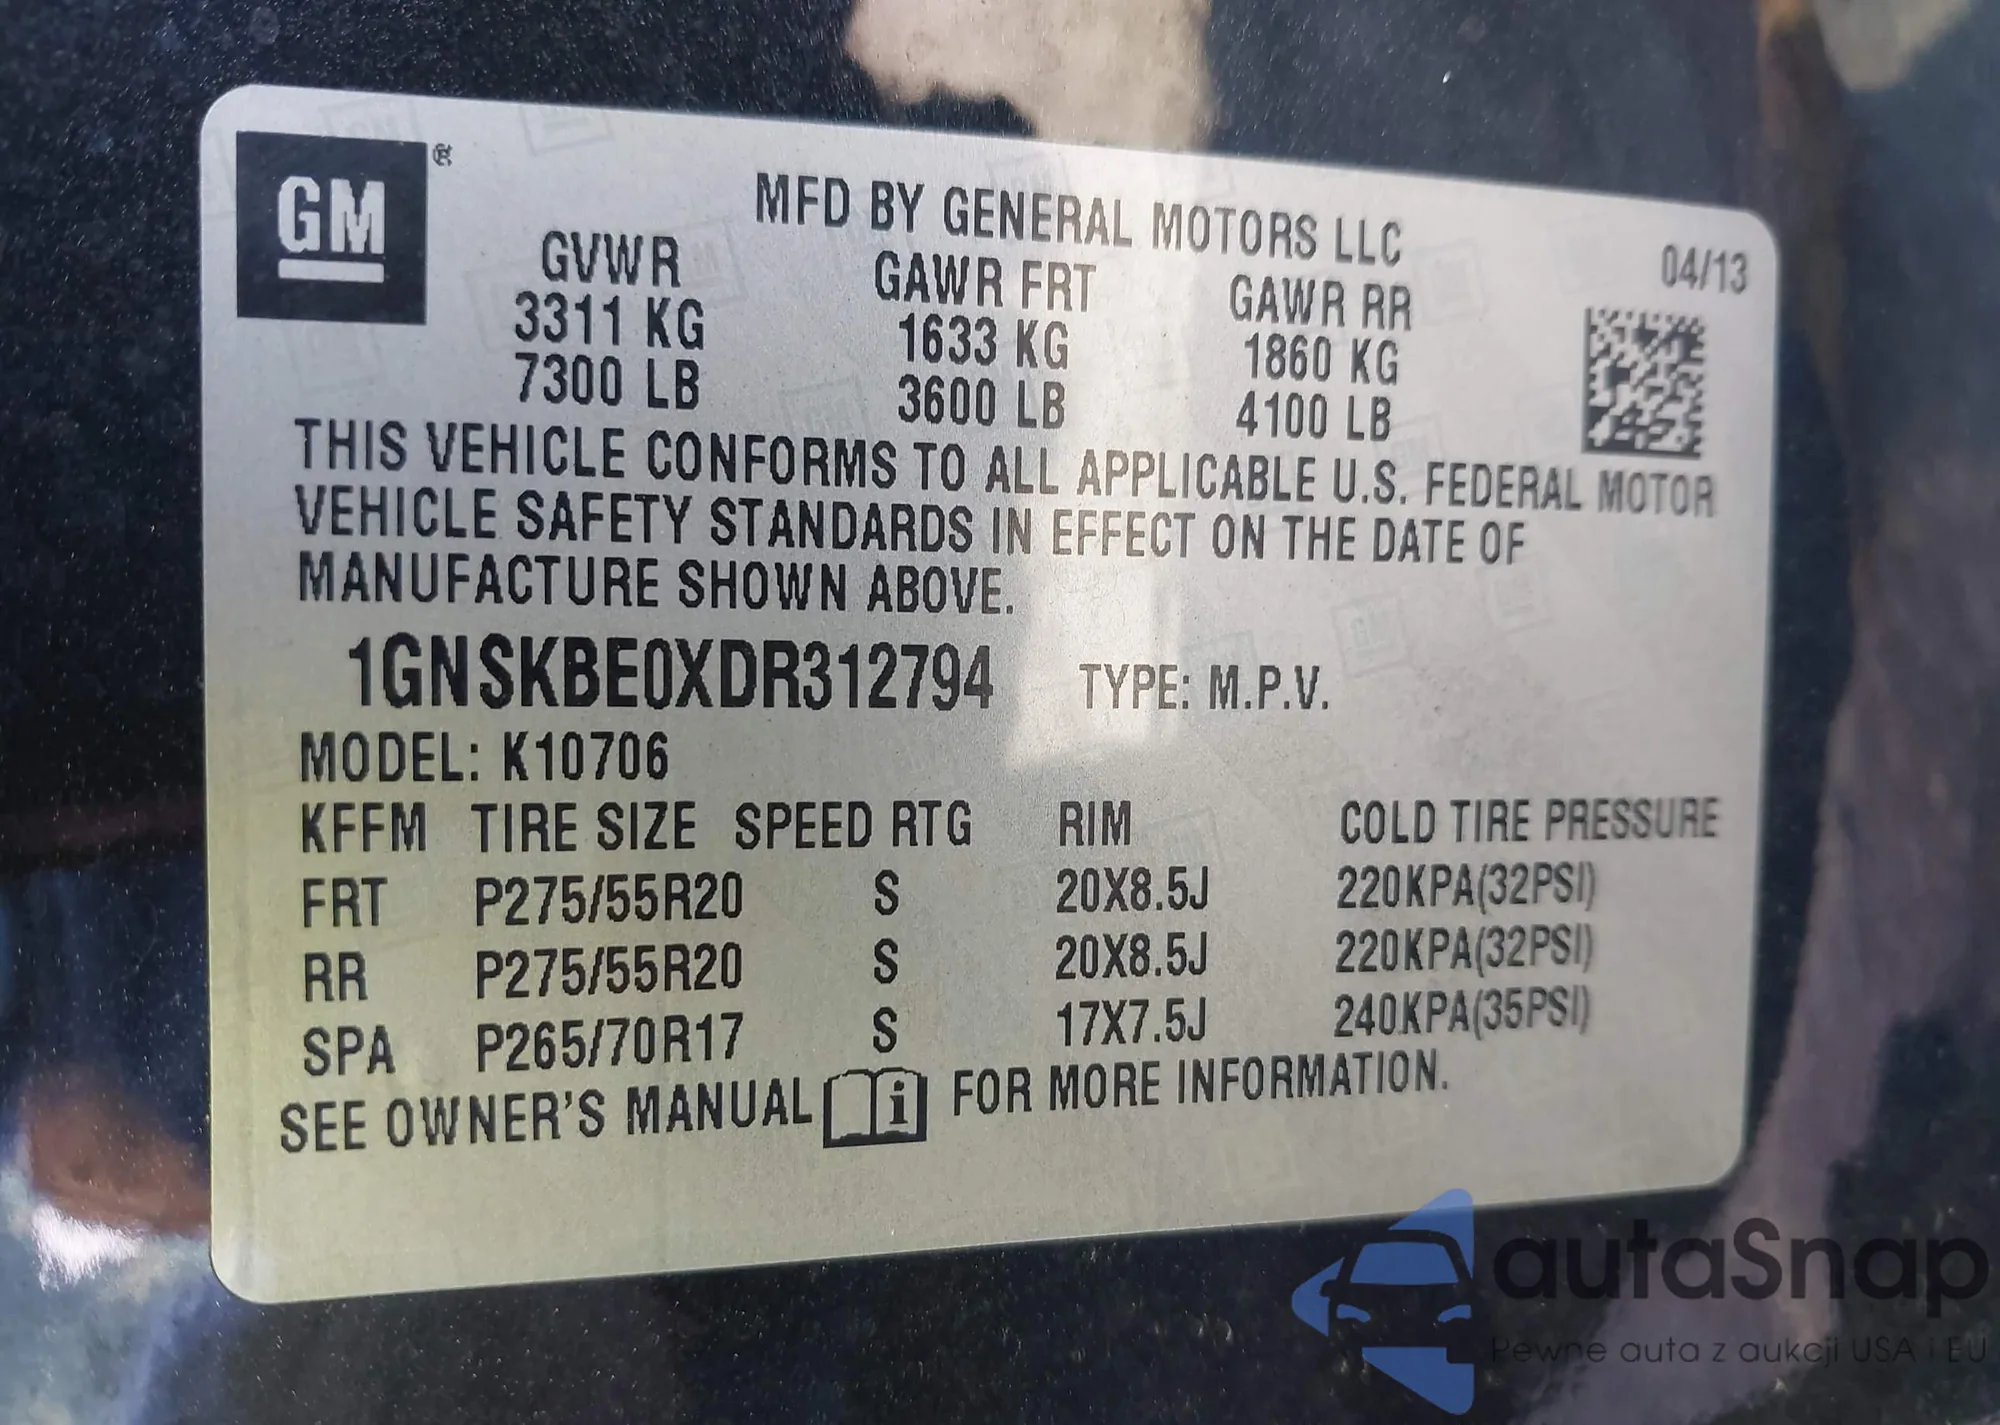 GM®
MFD BY GENERAL MOTORS LLC
04/13
GVWR GAWR FRT GAWR RR
3311 KG 1633 KG 1860 KG
7300 LB 3600 LB 4100 LB
THIS VEHICLE CONFORMS TO ALL APPLICABLE U.S. FEDERAL MOTOR
VEHICLE SAFETY STANDARDS IN EFFECT ON THE DATE OF
MANUFACTURE SHOWN ABOVE.
1GNSKBE0XDR312794 TYPE: M.P.V.
MODEL: K10706
KFFM TIRE SIZE SPEED RTG RIM COLD TIRE PRESSURE
FRT P275/55R20 S 20X8.5J 220KPA(32PSI)
RR P275/55R20 S 20X8.5J 220KPA(32PSI)
SPA P265/70R17 S 17X7.5J 240KPA(35PSI)
SEE OWNER'S MANUAL i FOR MORE INFORMATION.
autaSnap
Pewne auta z aukcji USA i EU